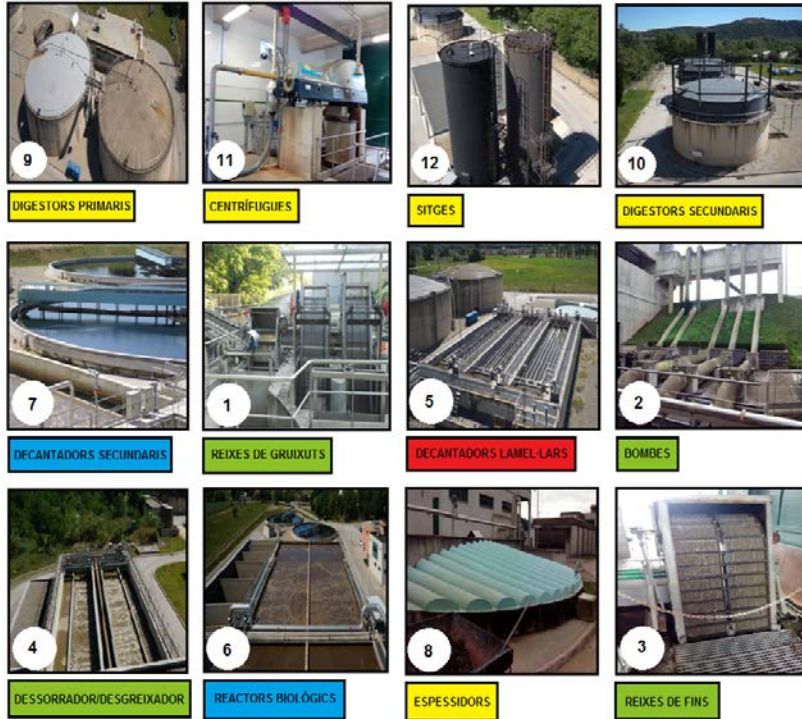 9
11
12
10
DIGESTORS PRIMARIS
CENTRÍFUGUES
SITGES
DIGESTORS SECUNDARIS
7
1
5
2
DECANTADORS SECUNDARIS
REIXES DE GRUIXUTS
DECANTADORS LAMEL·LARS
BOMBES
4
6
8
3
DESSORRADOR/DESGREIXADOR
REACTORS BIOLÒGICS
ESPESSIDORS
REIXES DE FINS